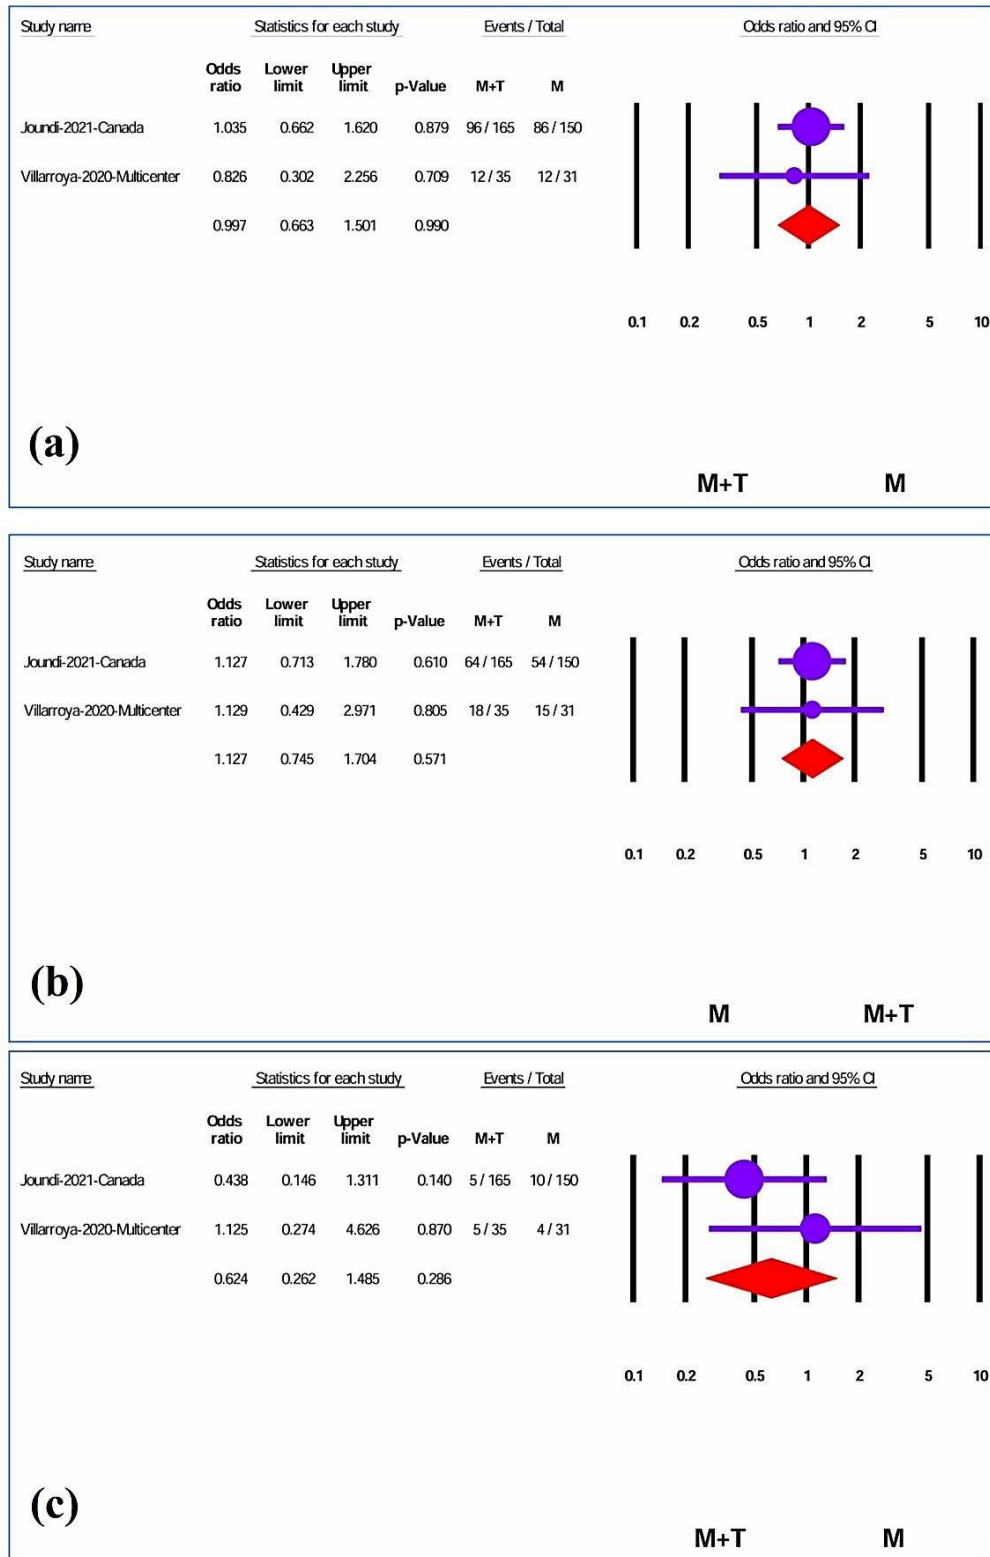 Study name Statistics for each study Events / Total Odds ratio and 95% CI
Odds ratio Lower limit Upper limit p-Value M+T M
Joundi-2021-Canada 1.035 0.662 1.620 0.879 96 / 165 86 / 150
Villarroya-2020-Multicenter 0.826 0.302 2.256 0.709 12 / 35 12 / 31
0.997 0.663 1.501 0.990
0.1 0.2 0.5 1 2 5 10
(a)
M+T M
Study name Statistics for each study Events / Total Odds ratio and 95% CI
Odds ratio Lower limit Upper limit p-Value M+T M
Joundi-2021-Canada 1.127 0.713 1.780 0.610 64 / 165 54 / 150
Villarroya-2020-Multicenter 1.129 0.429 2.971 0.805 18 / 35 15 / 31
1.127 0.745 1.704 0.571
0.1 0.2 0.5 1 2 5 10
(b)
M M+T
Study name Statistics for each study Events / Total Odds ratio and 95% CI
Odds ratio Lower limit Upper limit p-Value M+T M
Joundi-2021-Canada 0.438 0.146 1.311 0.140 5 / 165 10 / 150
Villarroya-2020-Multicenter 1.125 0.274 4.626 0.870 5 / 35 4 / 31
0.624 0.262 1.485 0.286
0.1 0.2 0.5 1 2 5 10
(c)
M+T M